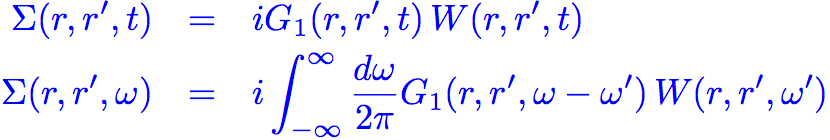 Σ(r, r′, t) = iG₁(r, r′, t) W(r, r′, t)
Σ(r, r′, ω) = i ∫_{−∞}^{∞} dω/2π G₁(r, r′, ω − ω′) W(r, r′, ω′)